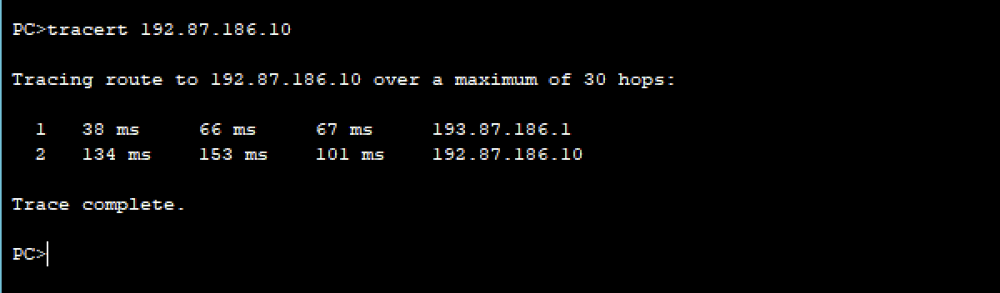 PC>tracert 192.87.186.10
Tracing route to 192.87.186.10 over a maximum of 30 hops:
1 38 ms 66 ms 67 ms 193.87.186.1
2 134 ms 153 ms 101 ms 192.87.186.10
Trace complete.
PC>